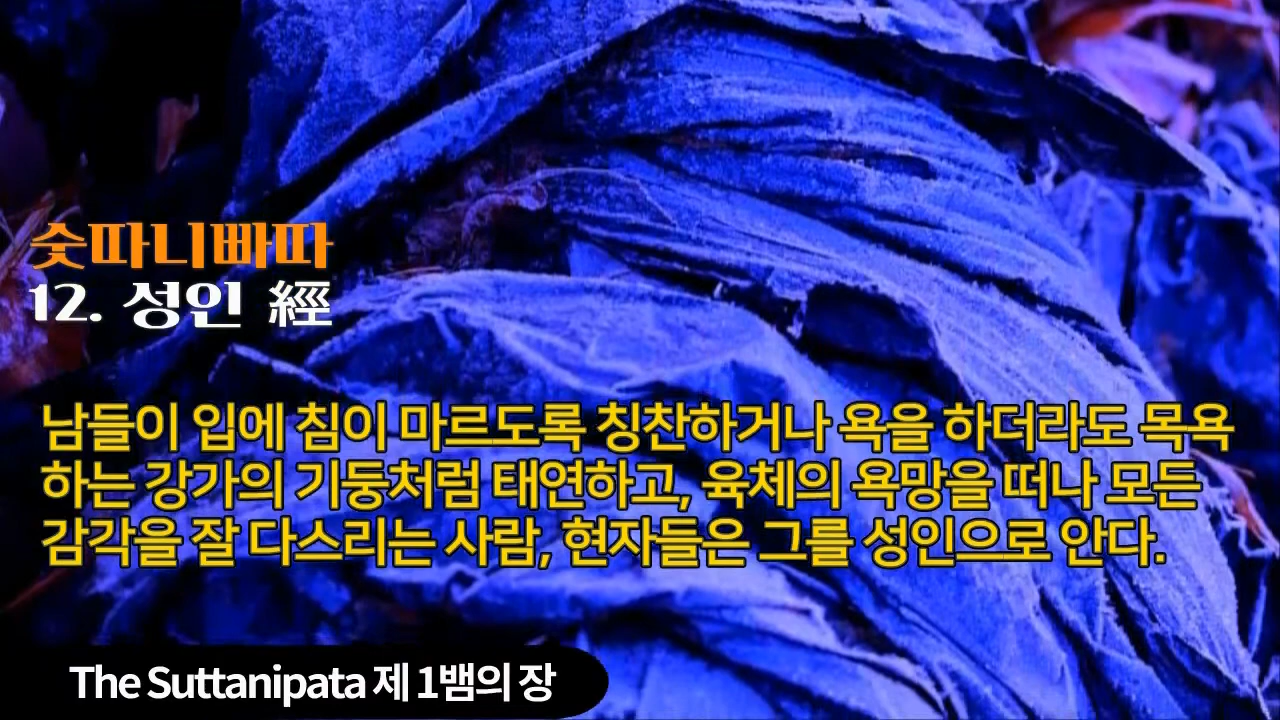 숫따니빠따
12. 성인 經
남들이 입에 침이 마르도록 칭찬하거나 욕을 하더라도 목욕
하는 강가의 기둥처럼 태연하고, 육체의 욕망을 떠나 모든
감각을 잘 다스리는 사람, 현자들은 그를 성인으로 안다.
The Suttanipata 제 1뱀의 장